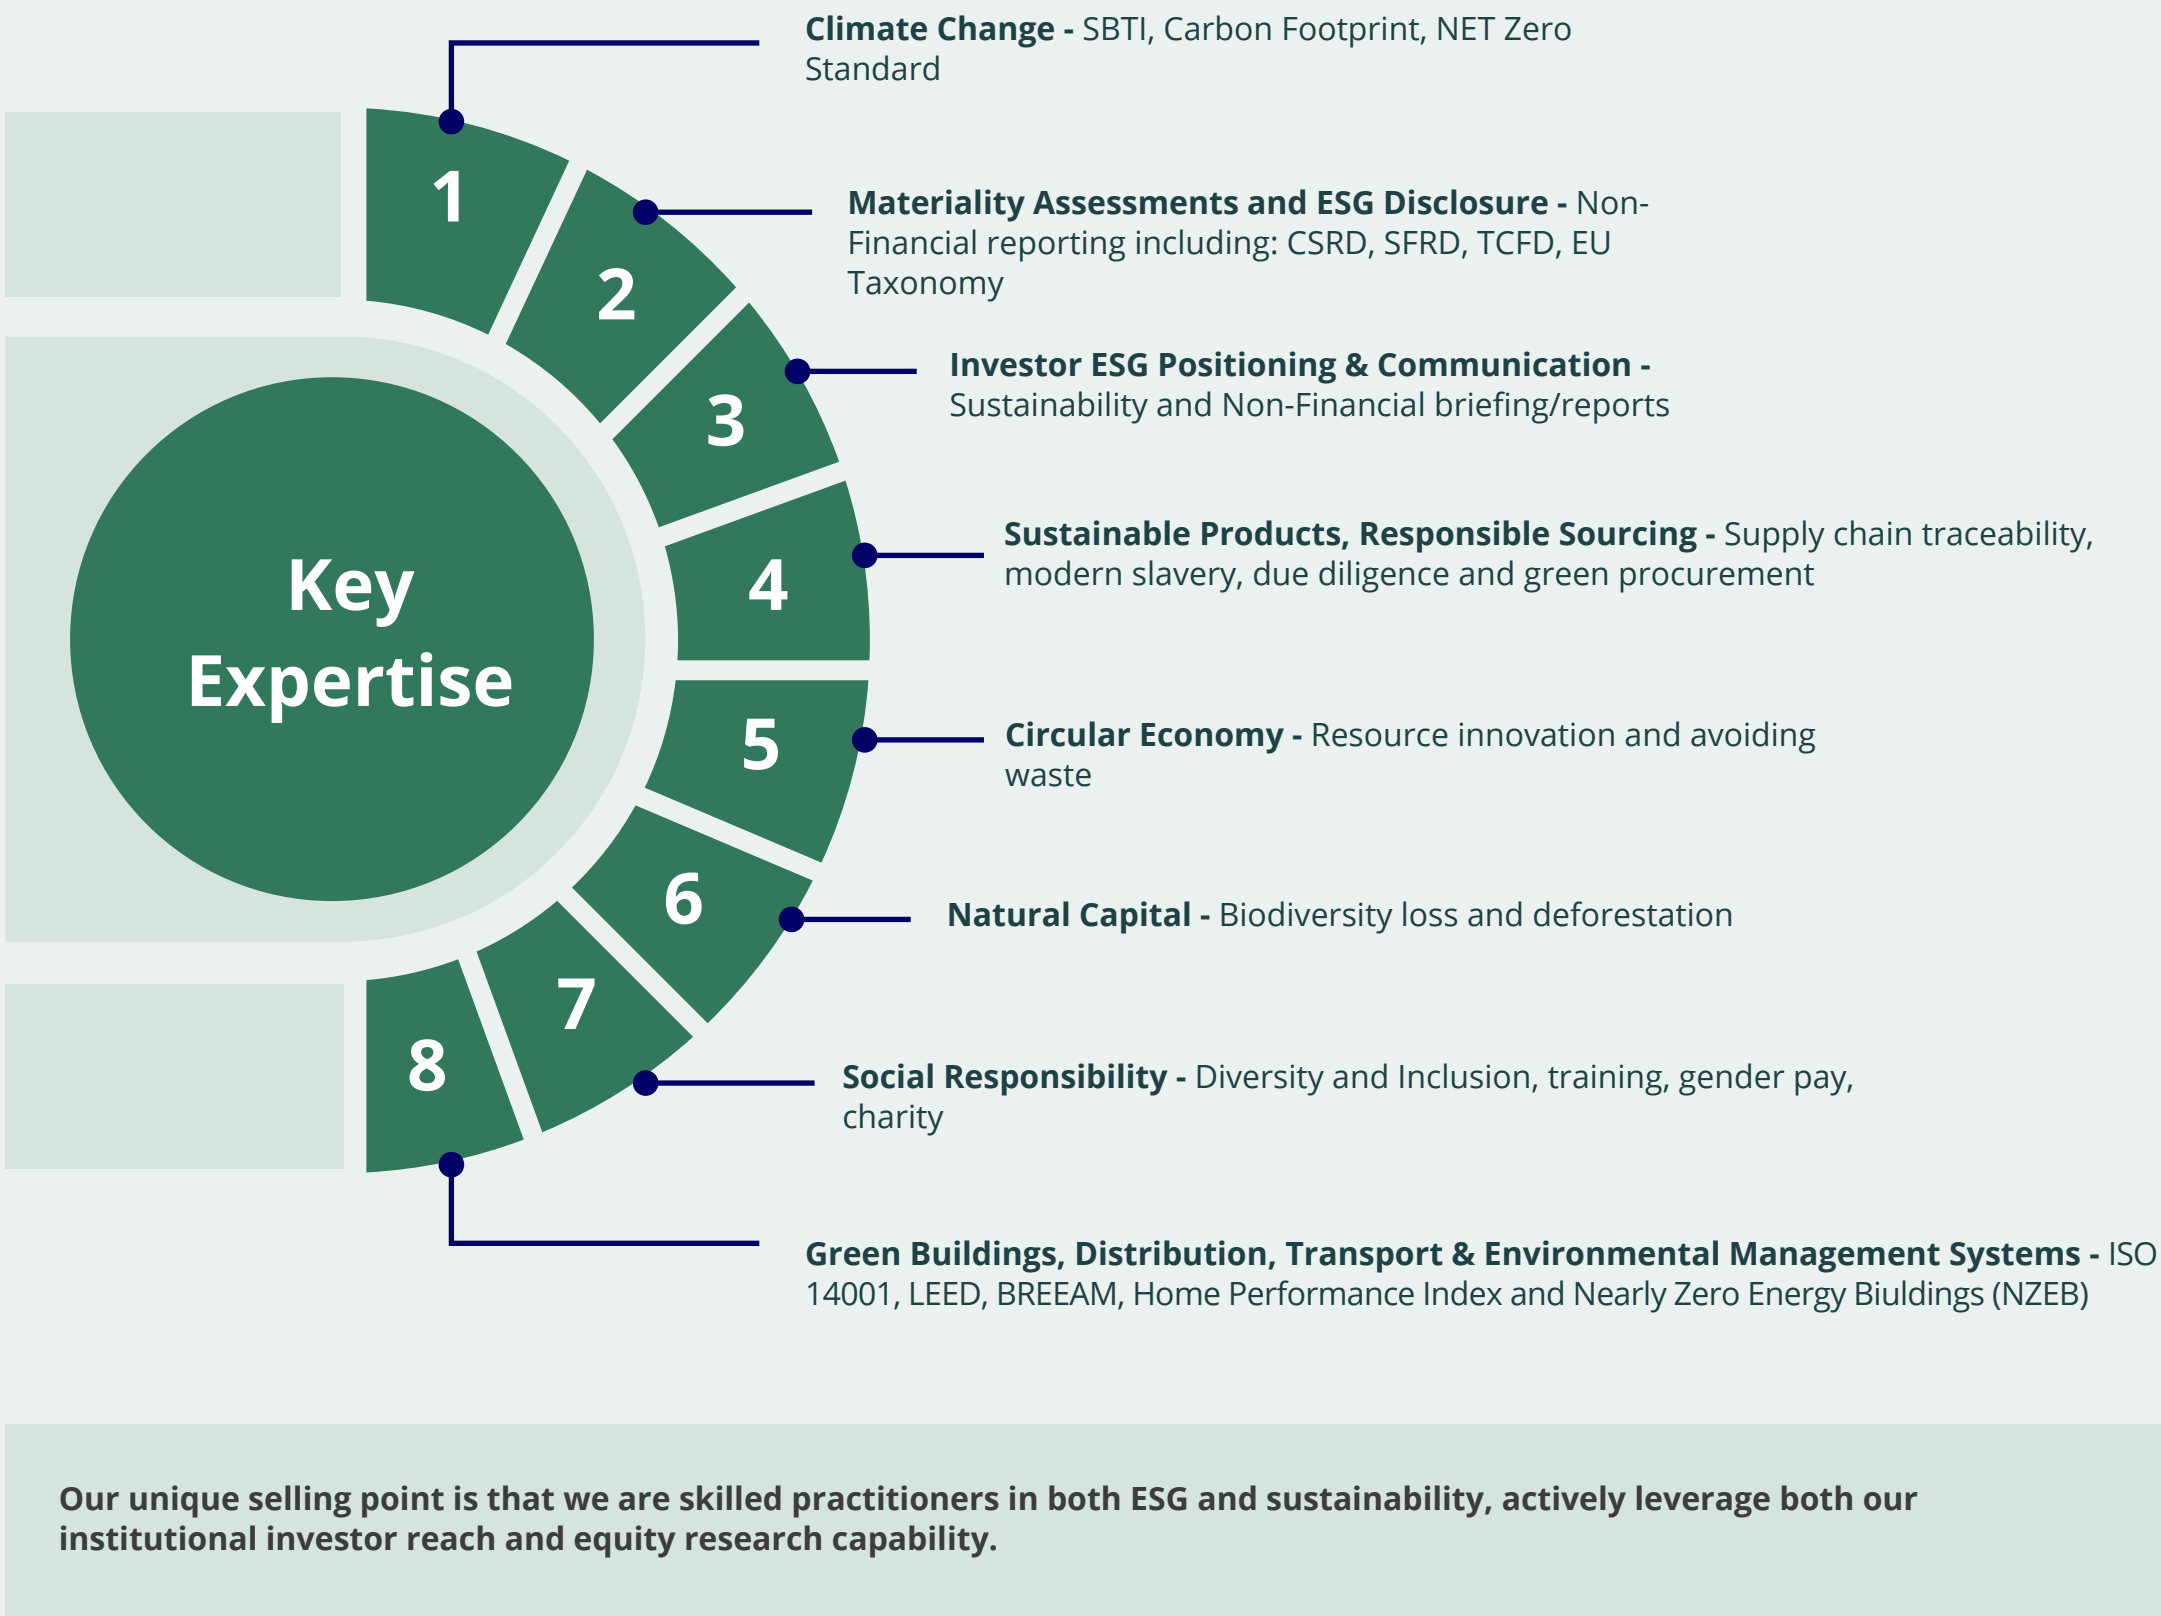 Climate Change - SBTI, Carbon Footprint, NET Zero
Standard
1
Materiality Assessments and ESG Disclosure - Non-
Financial reporting including: CSRD, SFRD, TCFD, EU
Taxonomy
2
Investor ESG Positioning & Communication -
Sustainability and Non-Financial briefing/reports
3
Sustainable Products, Responsible Sourcing - Supply chain traceability,
modern slavery, due diligence and green procurement
4
Key
Expertise
Circular Economy - Resource innovation and avoiding
waste
5
Natural Capital - Biodiversity loss and deforestation
6
Social Responsibility - Diversity and Inclusion, training, gender pay,
charity
7
8
Green Buildings, Distribution, Transport & Environmental Management Systems - ISO
14001, LEED, BREEAM, Home Performance Index and Nearly Zero Energy Biuldings (NZEB)
Our unique selling point is that we are skilled practitioners in both ESG and sustainability, actively leverage both our
institutional investor reach and equity research capability.